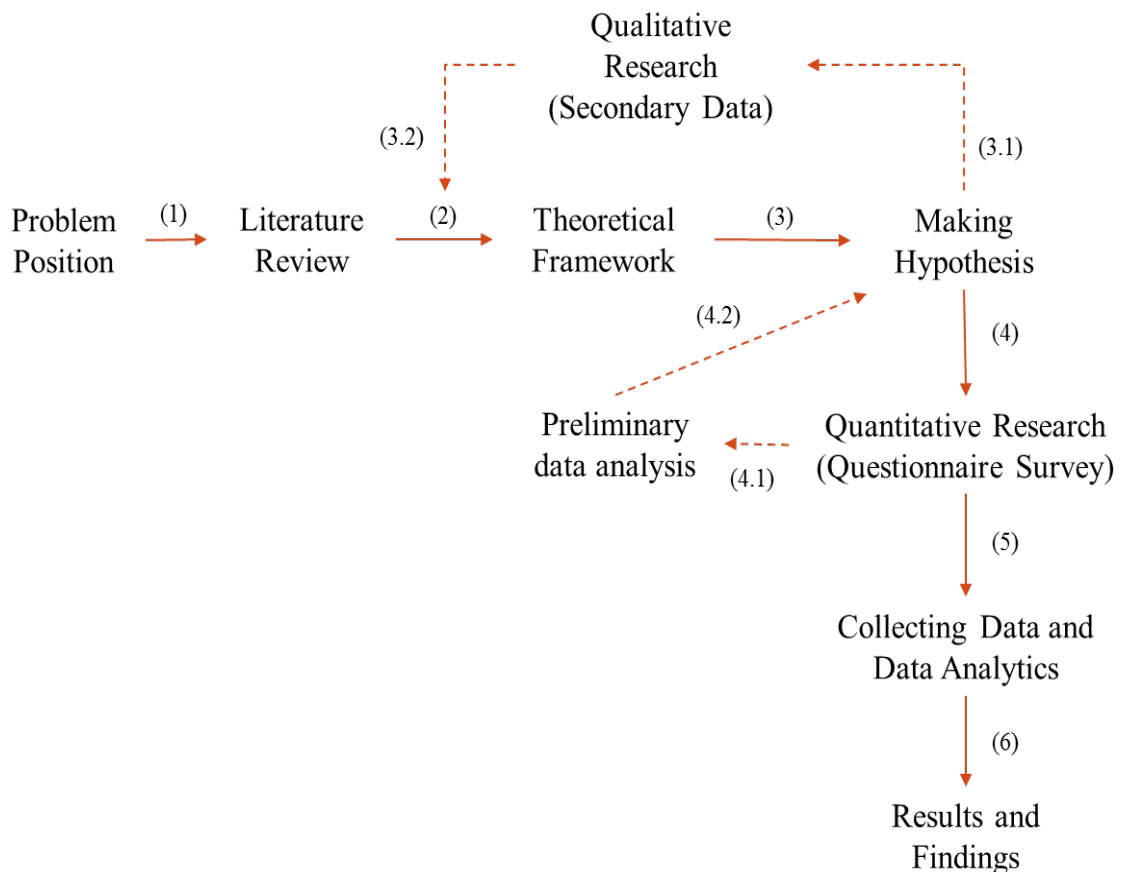 Qualitative
Research
(Secondary Data)
(3.2)
(3.1)
Problem
Position
(1)
Literature
Review
(2)
Theoretical
Framework
(3)
Making
Hypothesis
(4.2)
(4)
Preliminary
data analysis
(4.1)
Quantitative Research
(Questionnaire Survey)
(5)
Collecting Data and
Data Analytics
(6)
Results and
Findings